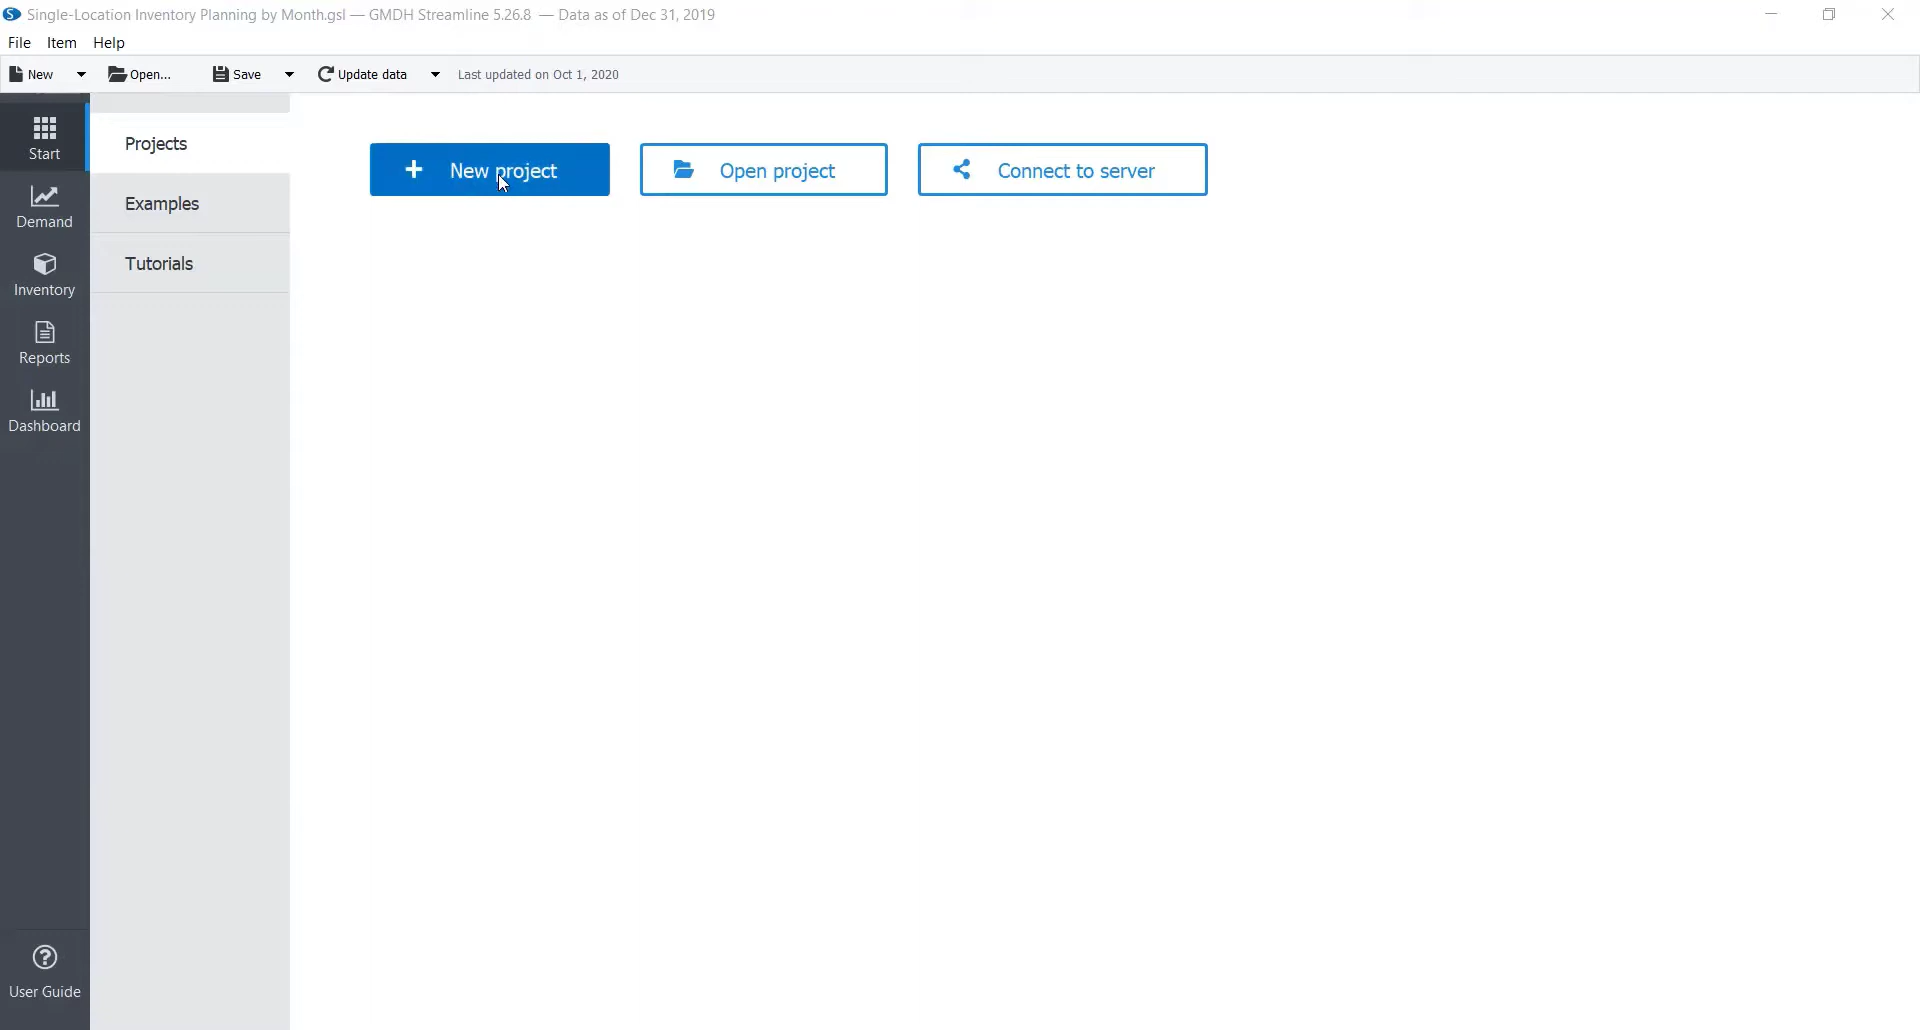 Single-Location Inventory Planning by Month.gsl — GMDH Streamline 5.26.8 — Data as of Dec 31, 2019
File Item Help
New Open... Save Update data Last updated on Oct 1, 2020
Start
Demand
Inventory
Reports
Dashboard
User Guide
Projects
Examples
Tutorials
New project Open project Connect to server